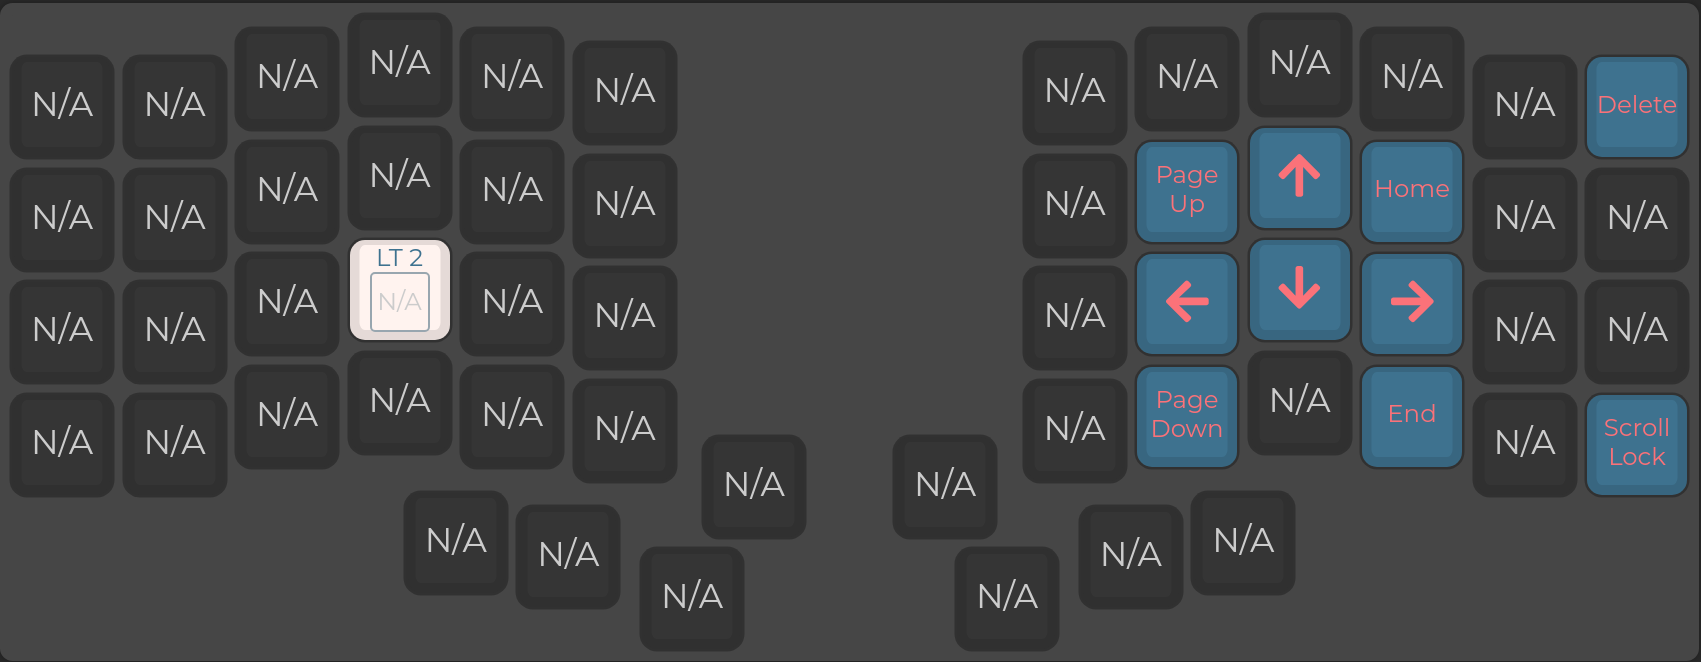 N/A N/A N/A N/A N/A N/A N/A N/A N/A N/A N/A Delete
N/A N/A N/A N/A N/A N/A N/A Page Up ↑ Home N/A N/A
N/A N/A N/A LT 2 N/A N/A N/A N/A ← ↓ → N/A N/A
N/A N/A N/A N/A N/A N/A N/A Page Down N/A End N/A Scroll Lock
N/A N/A
N/A N/A N/A N/A
N/A N/A